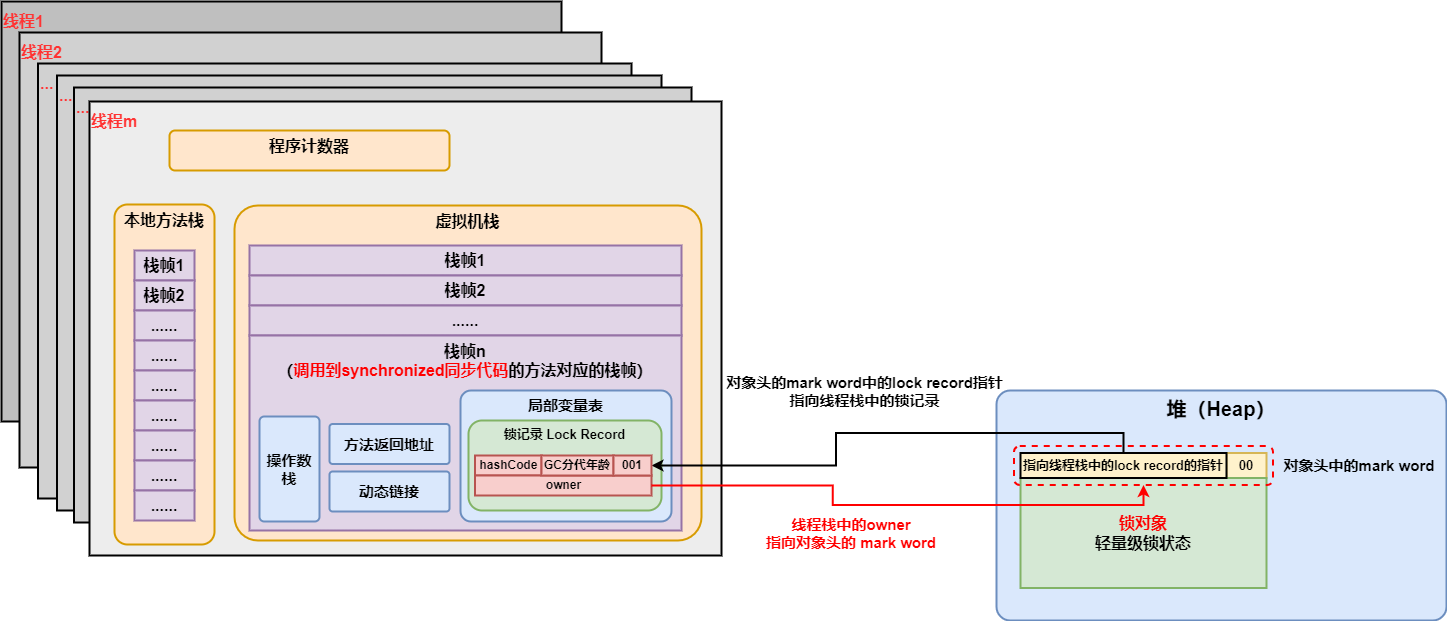 线程1
线程2
...
...
...
线程m
程序计数器
本地方法栈
栈帧1
栈帧2
......
......
......
......
......
......
......
虚拟机栈
栈帧1
栈帧2
......
栈帧n
(调用到synchronized同步代码的方法对应的栈帧)
操作数
栈
方法返回地址
动态链接
局部变量表
锁记录 Lock Record
hashCode GC分代年龄 001
owner
对象头的mark word中的lock record指针
指向线程栈中的锁记录
线程栈中的owner
指向对象头的 mark word
堆（Heap）
指向线程栈中的lock record的指针 00
对象头中的mark word
锁对象
轻量级锁状态